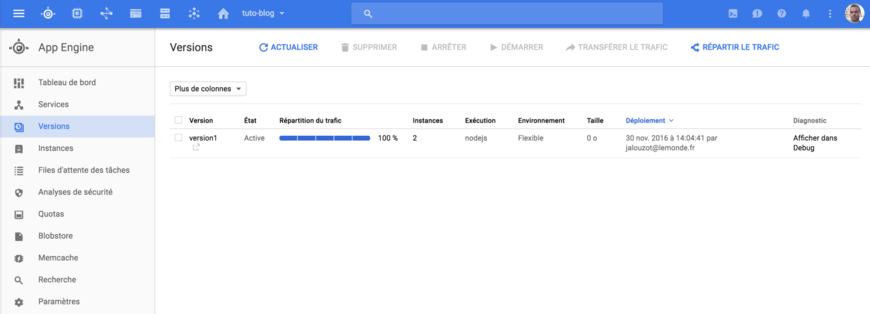 tuto-blog
App Engine
Versions
ACTUALISER
SUPPRIMER
ARRÊTER
DÉMARRER
TRANSFÉRER LE TRAFIC
RÉPARTIR LE TRAFIC
Tableau de bord
Services
Versions
Instances
Files d'attente des tâches
Analyses de sécurité
Quotas
Blobstore
Memcache
Recherche
Paramètres
Plus de colonnes
Version État Répartition du trafic Instances Exécution Environnement Taille Déploiement Diagnostic
version1 Active 100 % 2 nodejs Flexible 0 o 30 nov. 2016 à 14:04:41 par Afficher dans
jalouzot@lemonde.fr Debug